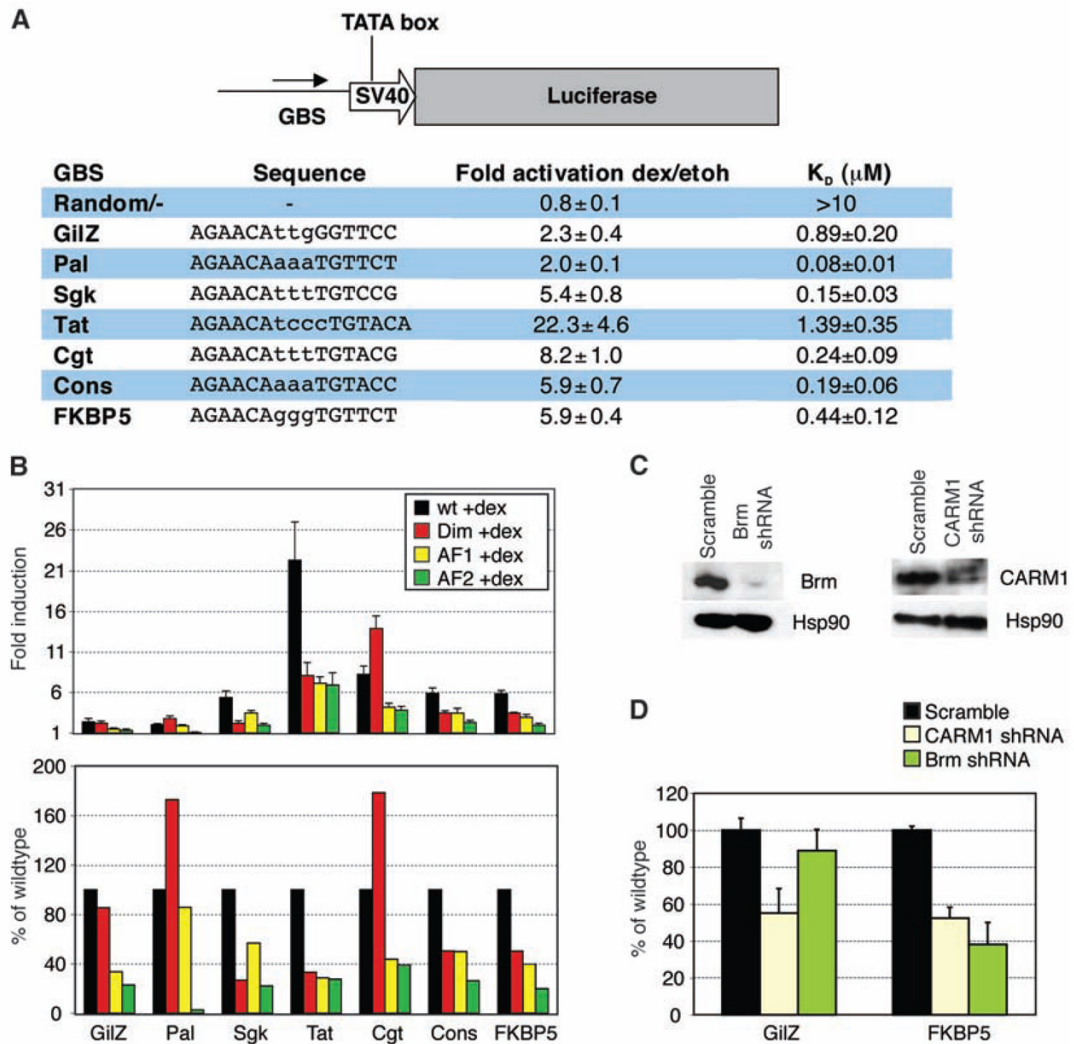 A
TATA box
SV40
Luciferase
GBS
GBS Sequence Fold activation dex/etoh K_D (μM)
Random/- - 0.8±0.1 >10
GilZ AGAACAttgGGTTCC 2.3±0.4 0.89±0.20
Pal AGAACAaaaTGTTCT 2.0±0.1 0.08±0.01
Sgk AGAACAtttTGTCCG 5.4±0.8 0.15±0.03
Tat AGAACAtcccTGTACA 22.3±4.6 1.39±0.35
Cgt AGAACAtttTGTACG 8.2±1.0 0.24±0.09
Cons AGAACAaaaTGTACC 5.9±0.7 0.19±0.06
FKBP5 AGAACAgggTGTTCT 5.9±0.4 0.44±0.12
B
Fold induction
31
26
21
16
11
6
1
wt +dex
Dim +dex
AF1 +dex
AF2 +dex
% of wildtype
200
160
120
80
40
0
GilZ Pal Sgk Tat Cgt Cons FKBP5
C
Scramble
Brm
shRNA
Brm
Hsp90
Scramble
CARM1
shRNA
CARM1
Hsp90
D
Scramble
CARM1 shRNA
Brm shRNA
% of wildtype
120
100
80
60
40
20
0
GilZ FKBP5